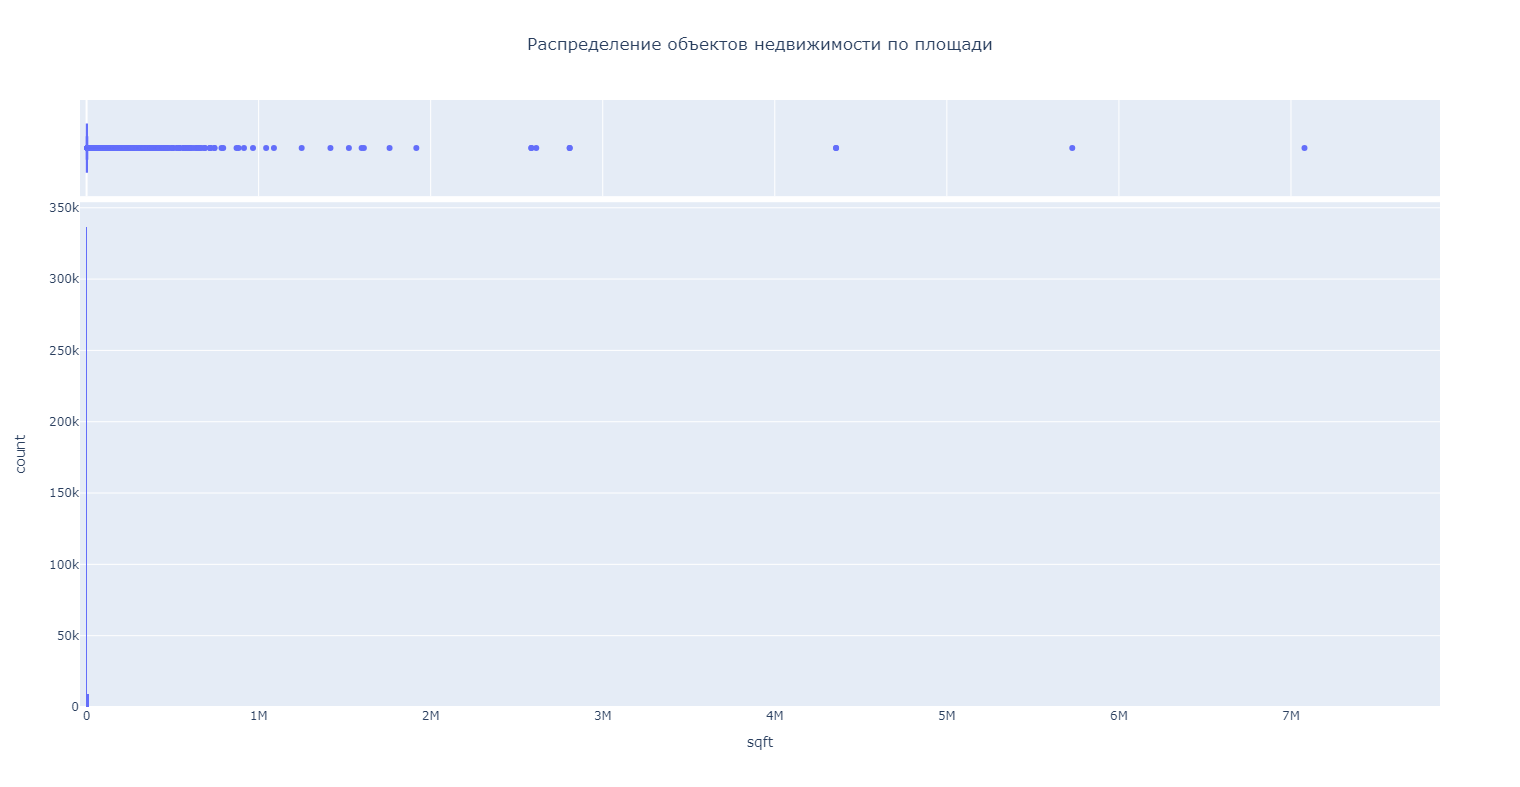 Распределение объектов недвижимости по площади
350k
300k
250k
200k
150k
100k
50k
0
count
0 1M 2M 3M 4M 5M 6M 7M
sqft